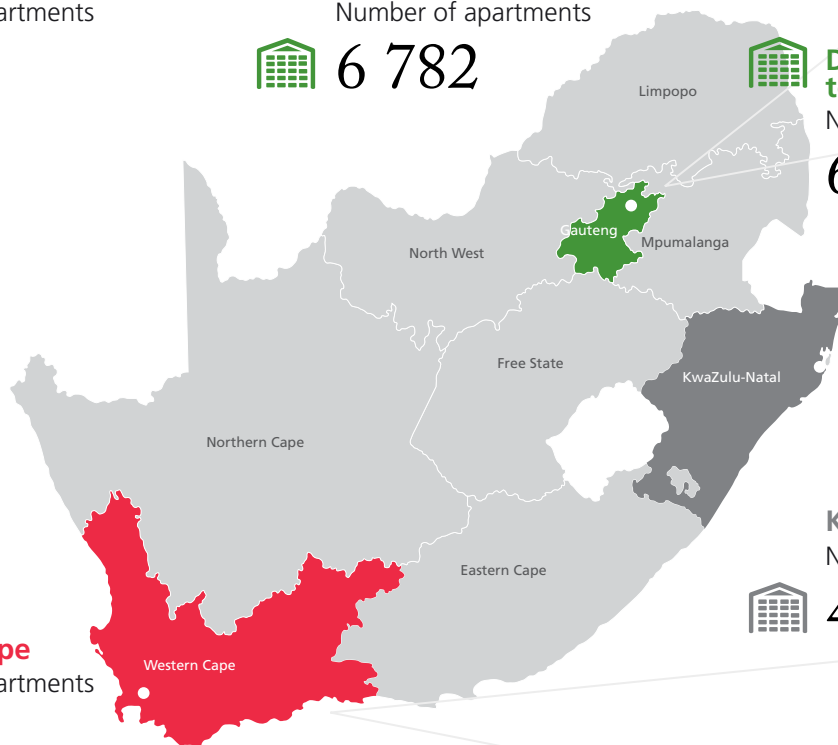 artments
Number of apartments
6 782
Limpopo
Gauteng
North West
Mpumalanga
Free State
KwaZulu-Natal
Northern Cape
Eastern Cape
pe
Western Cape
artments